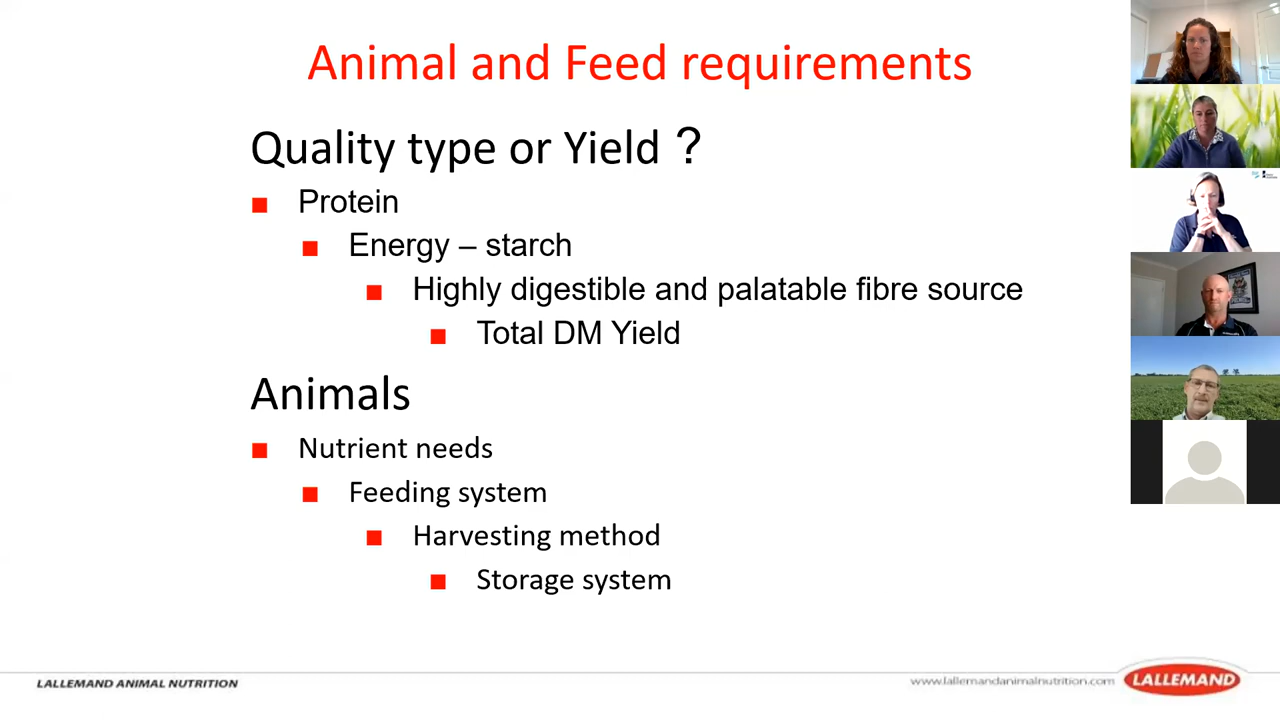 Animal and Feed requirements
Quality type or Yield ?
Protein
Energy – starch
Highly digestible and palatable fibre source
Total DM Yield
Animals
Nutrient needs
Feeding system
Harvesting method
Storage system
LALLEMAND ANIMAL NUTRITION
www.lallemandanimalnutrition.com
LALLEMAND